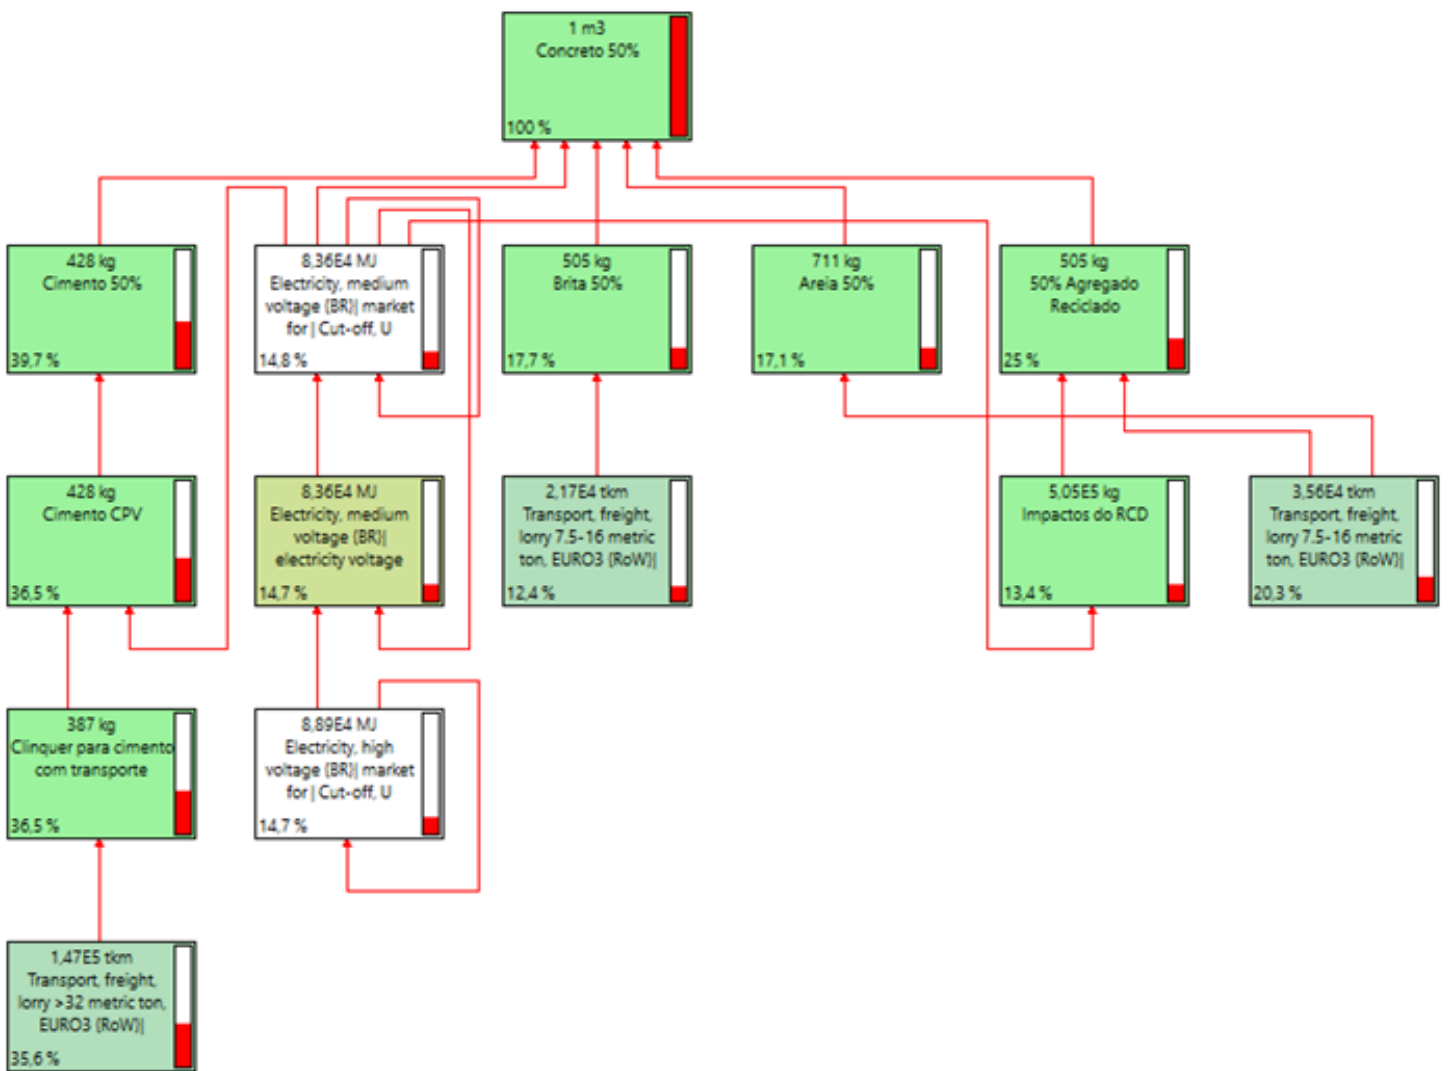 1 m3
Concreto 50%
100 %
428 kg
Cimento 50%
39,7 %
8,36E4 MJ
Electricity, medium
voltage {BR}| market
for | Cut-off, U
14,8 %
505 kg
Brita 50%
17,7 %
711 kg
Areia 50%
17,1 %
505 kg
50% Agregado
Reciclado
25 %
428 kg
Cimento CPV
36,5 %
8,36E4 MJ
Electricity, medium
voltage {BR}|
electricity voltage
14,7 %
2,17E4 tkm
Transport, freight,
lorry 7.5-16 metric
ton, EURO3 {RoW}|
12,4 %
5,05E5 kg
Impactos do RCD
13,4 %
3,56E4 tkm
Transport, freight,
lorry 7.5-16 metric
ton, EURO3 {RoW}|
20,3 %
387 kg
Clinquer para cimento
com transporte
36,5 %
8,89E4 MJ
Electricity, high
voltage {BR}| market
for | Cut-off, U
14,7 %
1,47E5 tkm
Transport, freight,
lorry >32 metric ton,
EURO3 {RoW}|
35,6 %